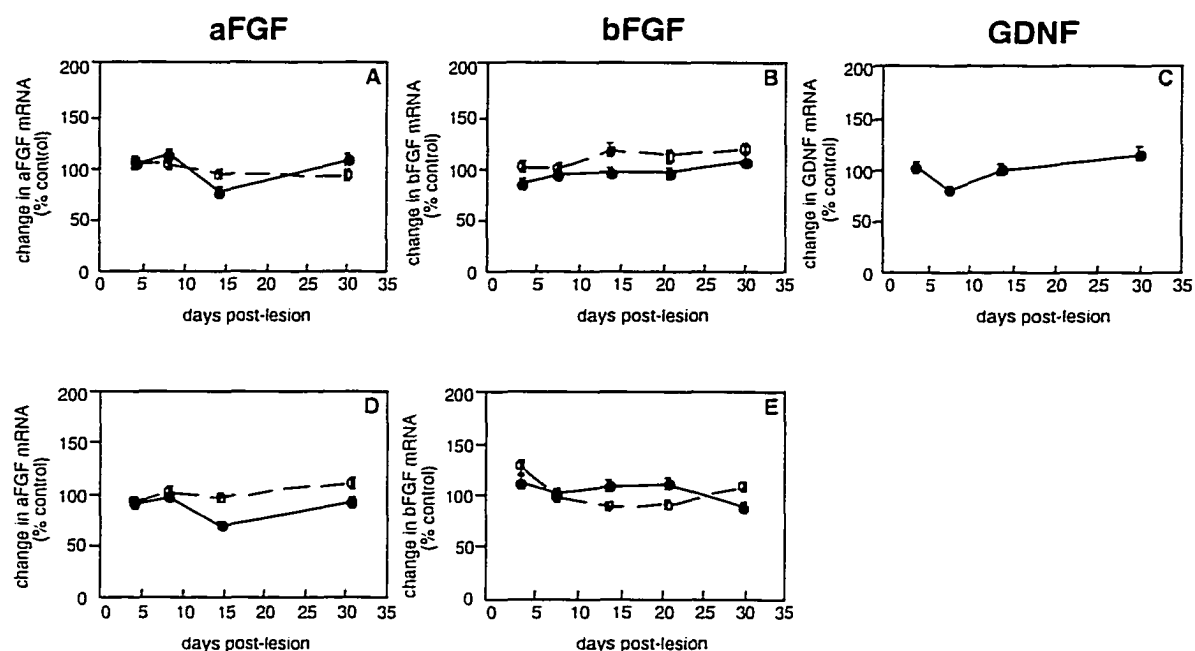 aFGF
bFGF
GDNF
change in aFGF mRNA
(% control)
200
150
100
50
0
A
0 5 10 15 20 25 30 35
days post-lesion
change in bFGF mRNA
(% control)
200
150
100
50
0
B
0 5 10 15 20 25 30 35
days post-lesion
change in GDNF mRNA
(% control)
200
150
100
50
0
C
0 5 10 15 20 25 30 35
days post-lesion
change in aFGF mRNA
(% control)
200
150
100
50
0
D
0 5 10 15 20 25 30 35
days post-lesion
change in bFGF mRNA
(% control)
200
150
100
50
0
E
0 5 10 15 20 25 30 35
days post-lesion